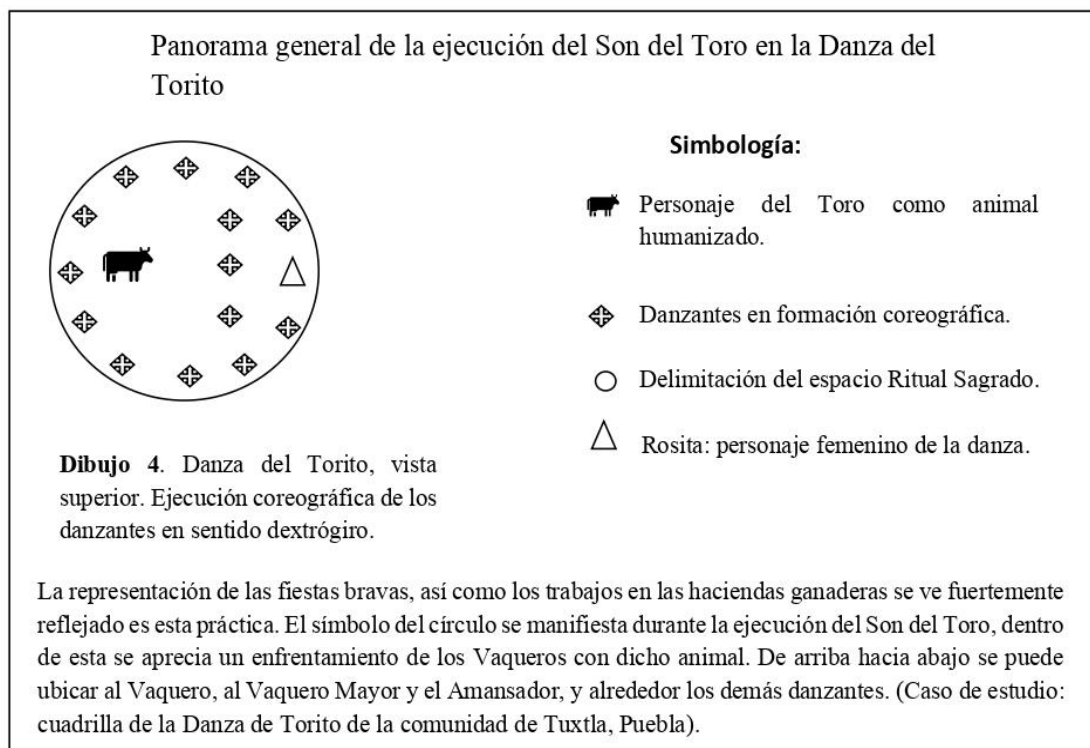 Panorama general de la ejecución del Son del Toro en la Danza del
Torito
Simbología:
Personaje del Toro como animal
humanizado.
Danzantes en formación coreográfica.
Delimitación del espacio Ritual Sagrado.
Rosita: personaje femenino de la danza.
Dibujo 4. Danza del Torito, vista
superior. Ejecución coreográfica de los
danzantes en sentido dextrógiro.
La representación de las fiestas bravas, así como los trabajos en las haciendas ganaderas se ve fuertemente
reflejado es esta práctica. El símbolo del círculo se manifiesta durante la ejecución del Son del Toro, dentro
de esta se aprecia un enfrentamiento de los Vaqueros con dicho animal. De arriba hacia abajo se puede
ubicar al Vaquero, al Vaquero Mayor y el Amansador, y alrededor los demás danzantes. (Caso de estudio:
cuadrilla de la Danza de Torito de la comunidad de Tuxtla, Puebla).